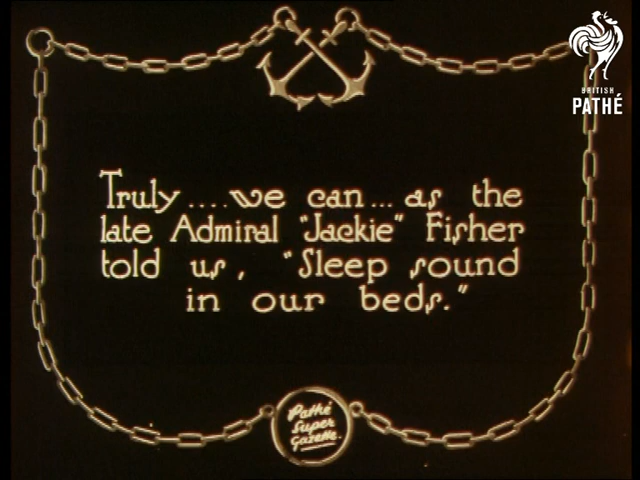 BRITISH
PATHÉ
Truly....we can...as the
late Admiral "Jackie" Fisher
told us, "Sleep sound
in our beds."
Pathé
Super
Gazette.